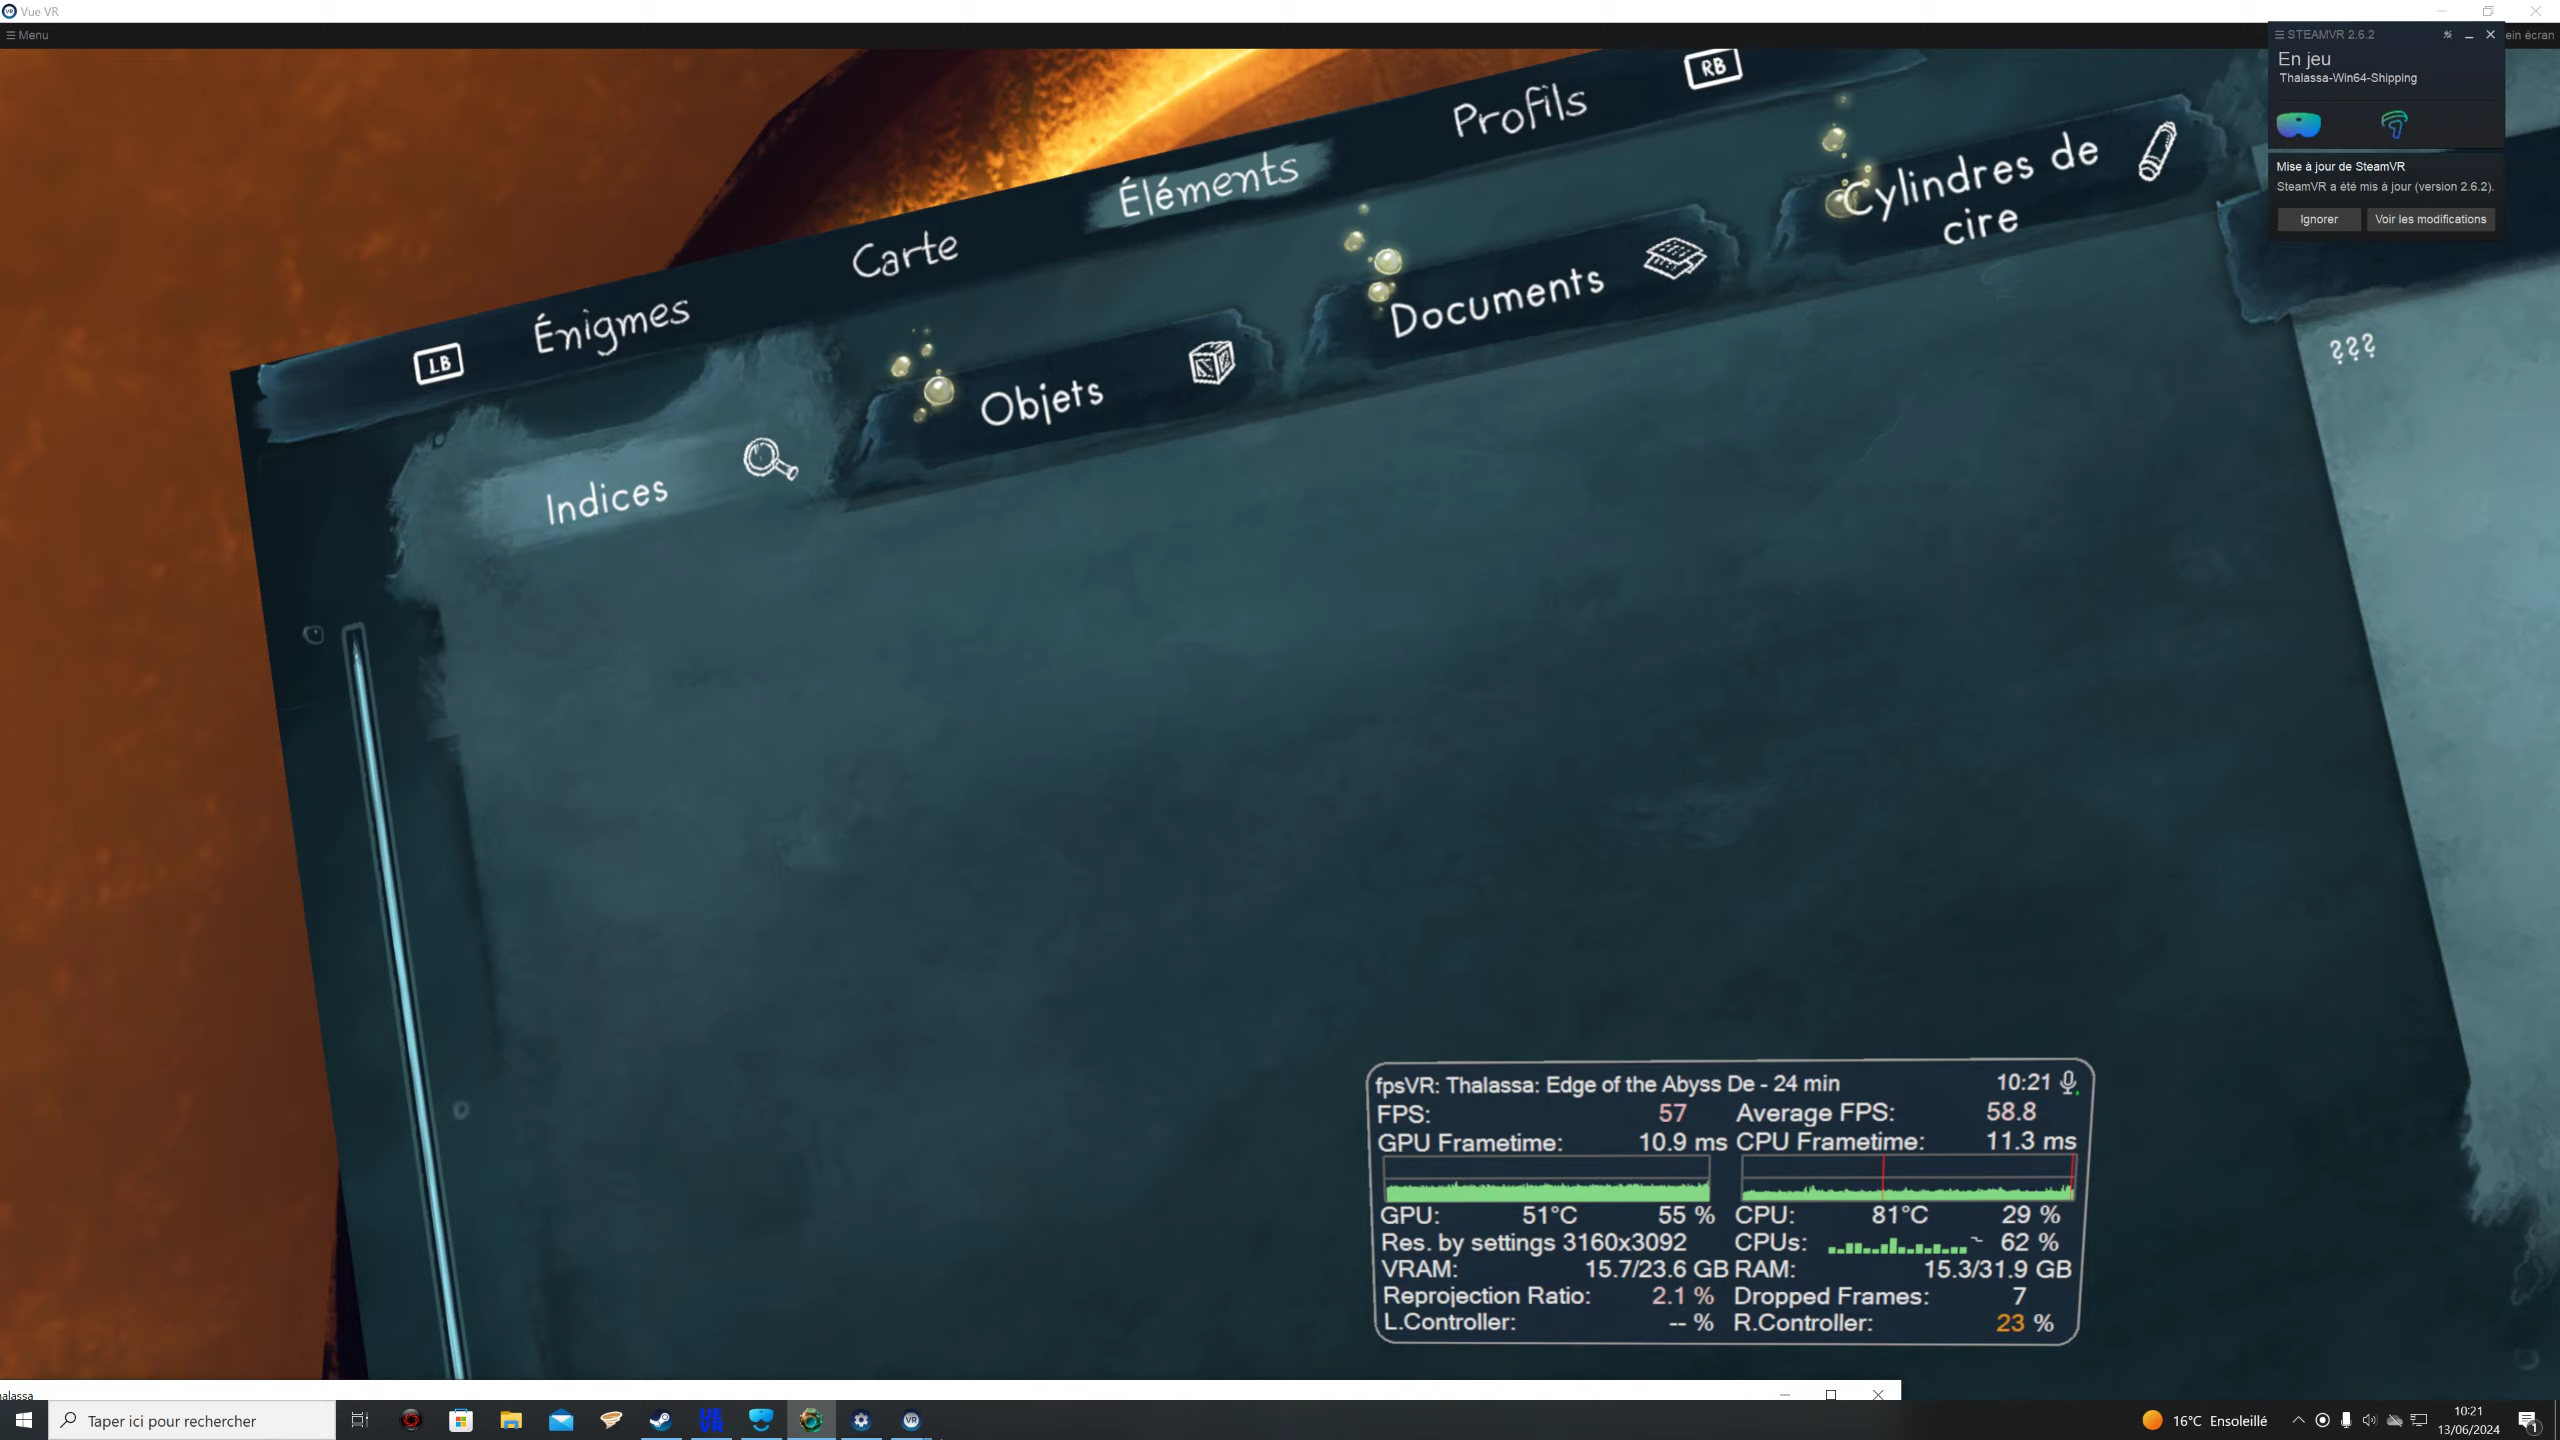 Vue VR
Menu
ein écran
STEAMVR 2.6.2
En jeu
Thalassa-Win64-Shipping
Mise à jour de SteamVR
SteamVR a été mis à jour (version 2.6.2).
Ignorer Voir les modifications
LB Énigmes Carte Éléments Profils RB
Indices Objets Documents Cylindres de
cire
???
fpsVR: Thalassa: Edge of the Abyss De - 24 min 10:21
FPS: 57 Average FPS: 58.8
GPU Frametime: 10.9 ms CPU Frametime: 11.3 ms
GPU: 51°C 55 % CPU: 81°C 29 %
Res. by settings 3160x3092 CPUs: 62 %
VRAM: 15.7/23.6 GB RAM: 15.3/31.9 GB
Reprojection Ratio: 2.1 % Dropped Frames: 7
L.Controller: -- % R.Controller: 23 %
alassa
Taper ici pour rechercher
UE
VR
VR
16°C Ensoleillé
10:21
13/06/2024
1